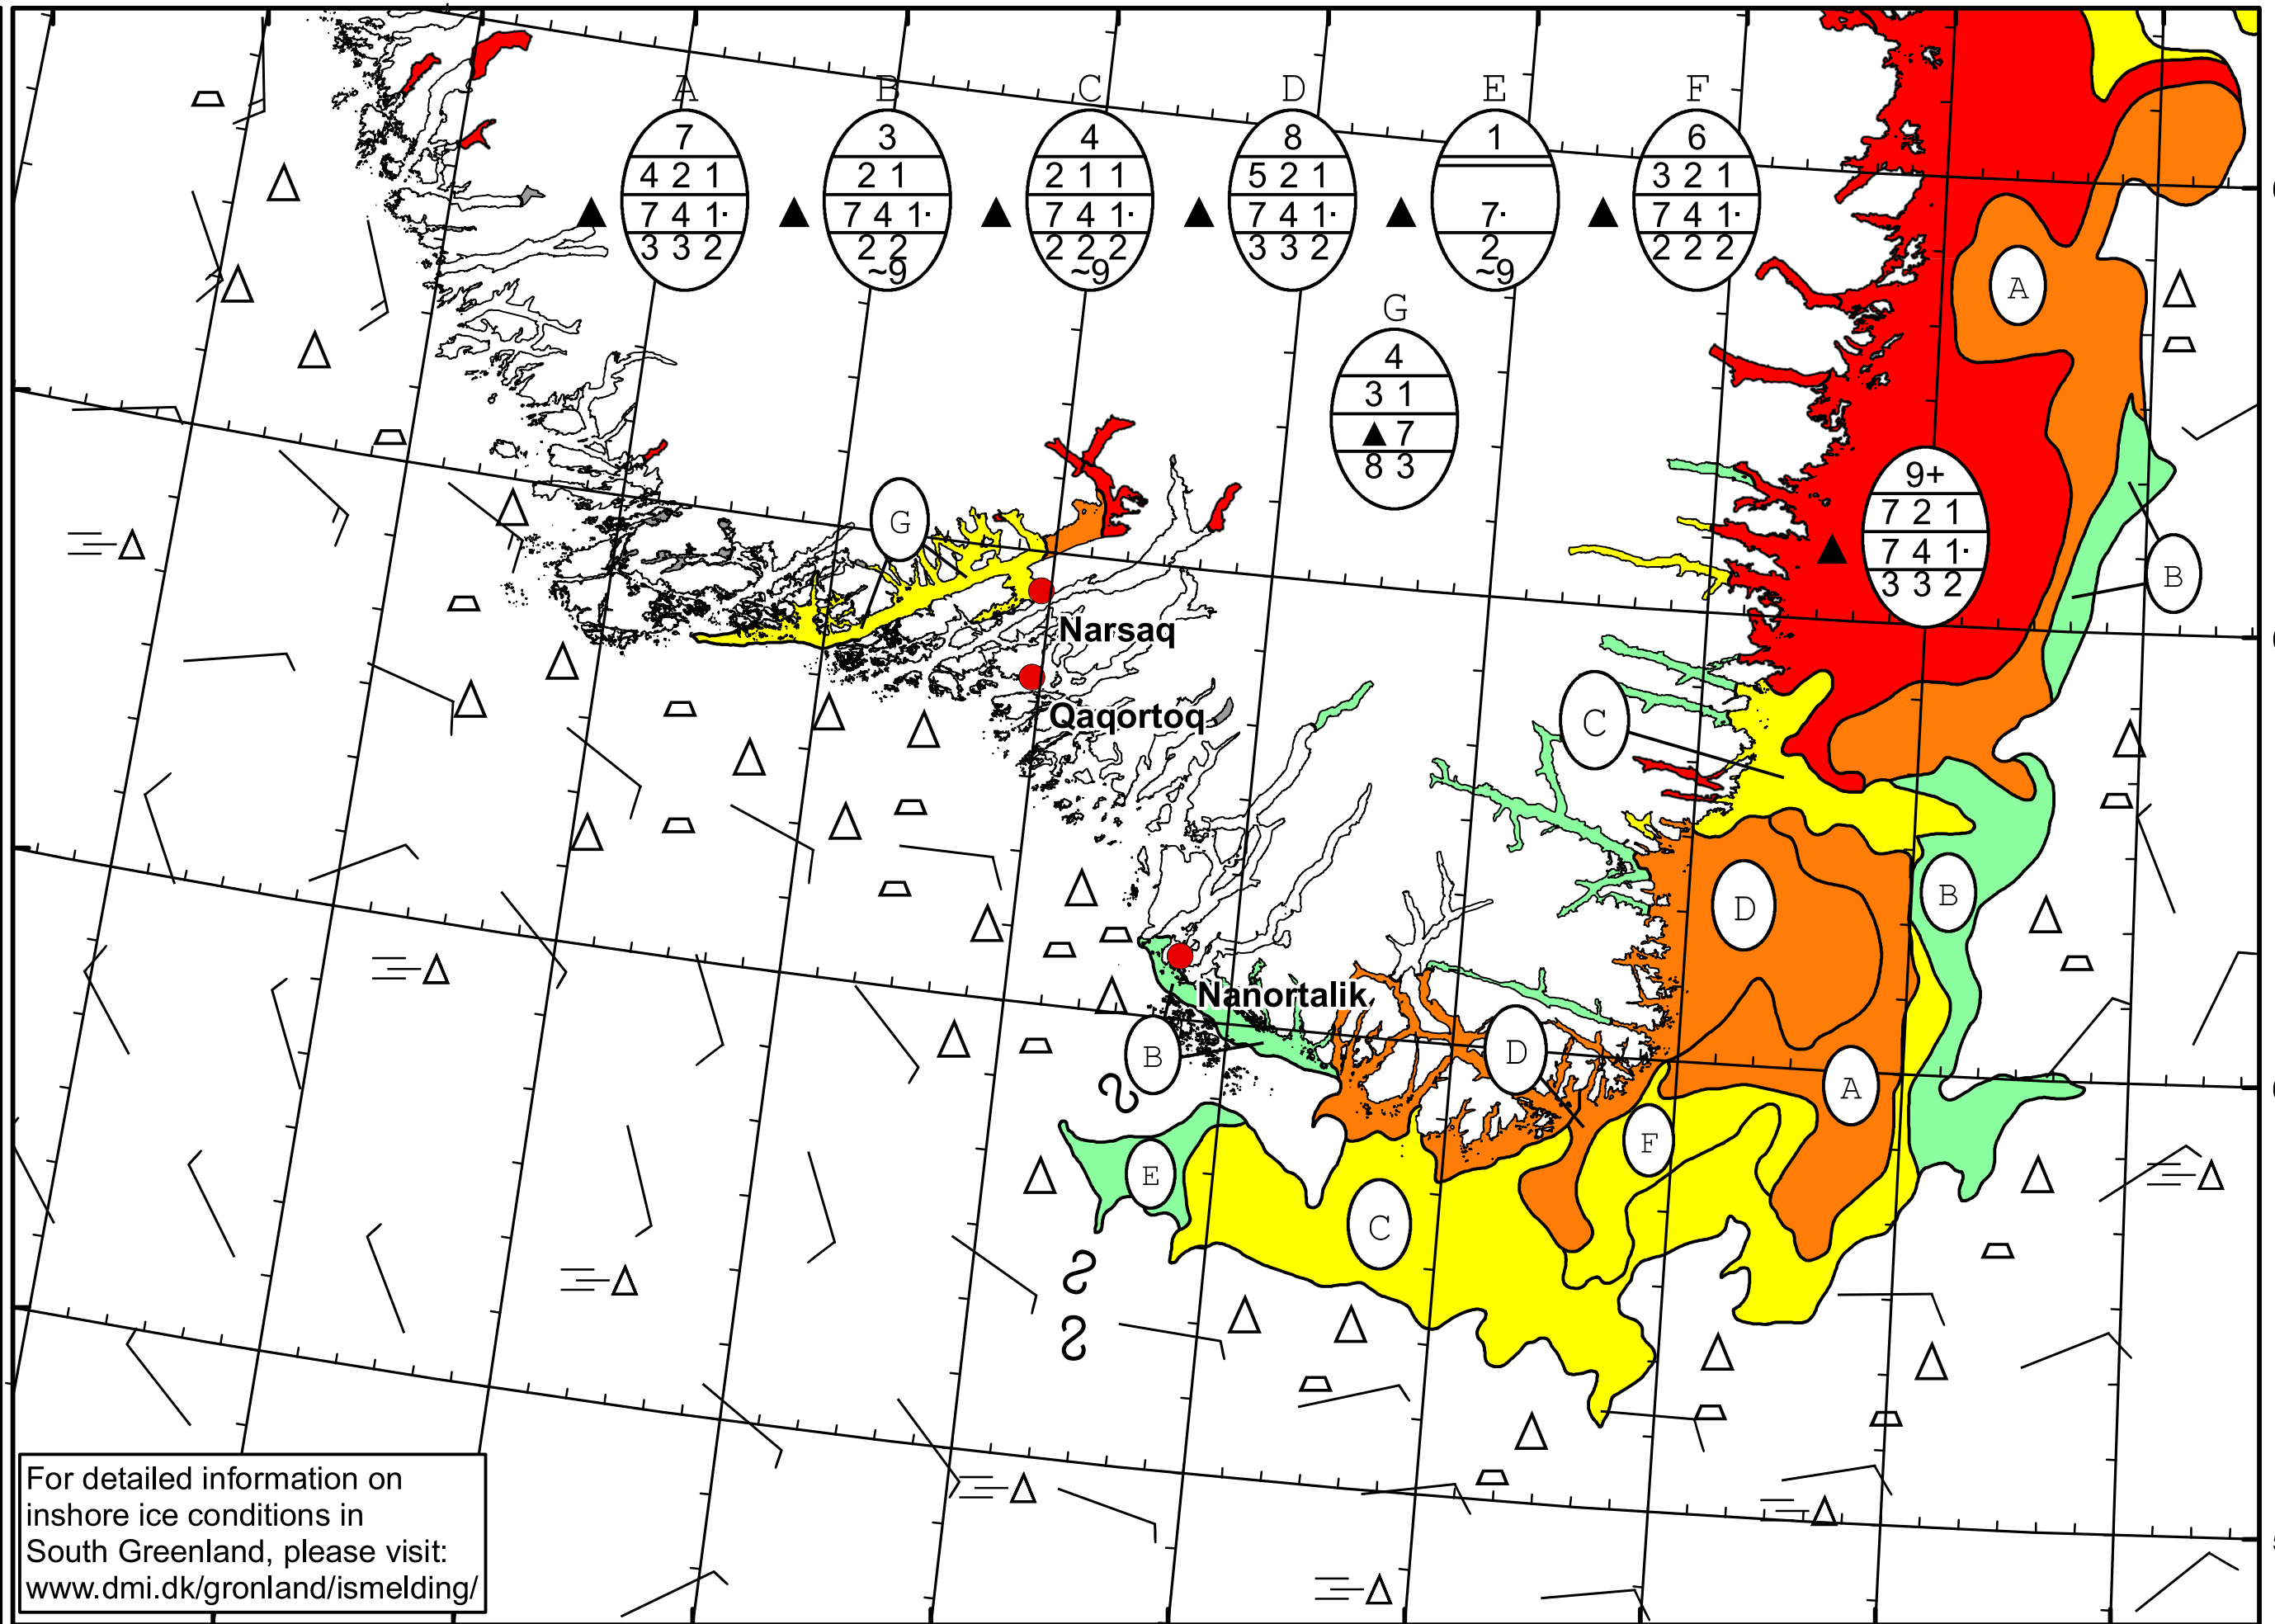 A B C D E F
7 3 4 8 1 6
4 2 1 2 1 2 1 1 5 2 1 3 2 1
7 4 1· 7 4 1· 7 4 1· 7 4 1· 7· 7 4 1·
3 3 2 2 2 2 2 2 3 3 2 2 2 2 2
~9 ~9 ~9
A
G
4
3 1
7
8 3
9+
7 2 1
7 4 1·
3 3 2
G
B
Narsaq
C
Qaqortoq
D
B
Nanortalik
B
D
A
F
E
C
For detailed information on
inshore ice conditions in
South Greenland, please visit:
www.dmi.dk/gronland/ismelding/